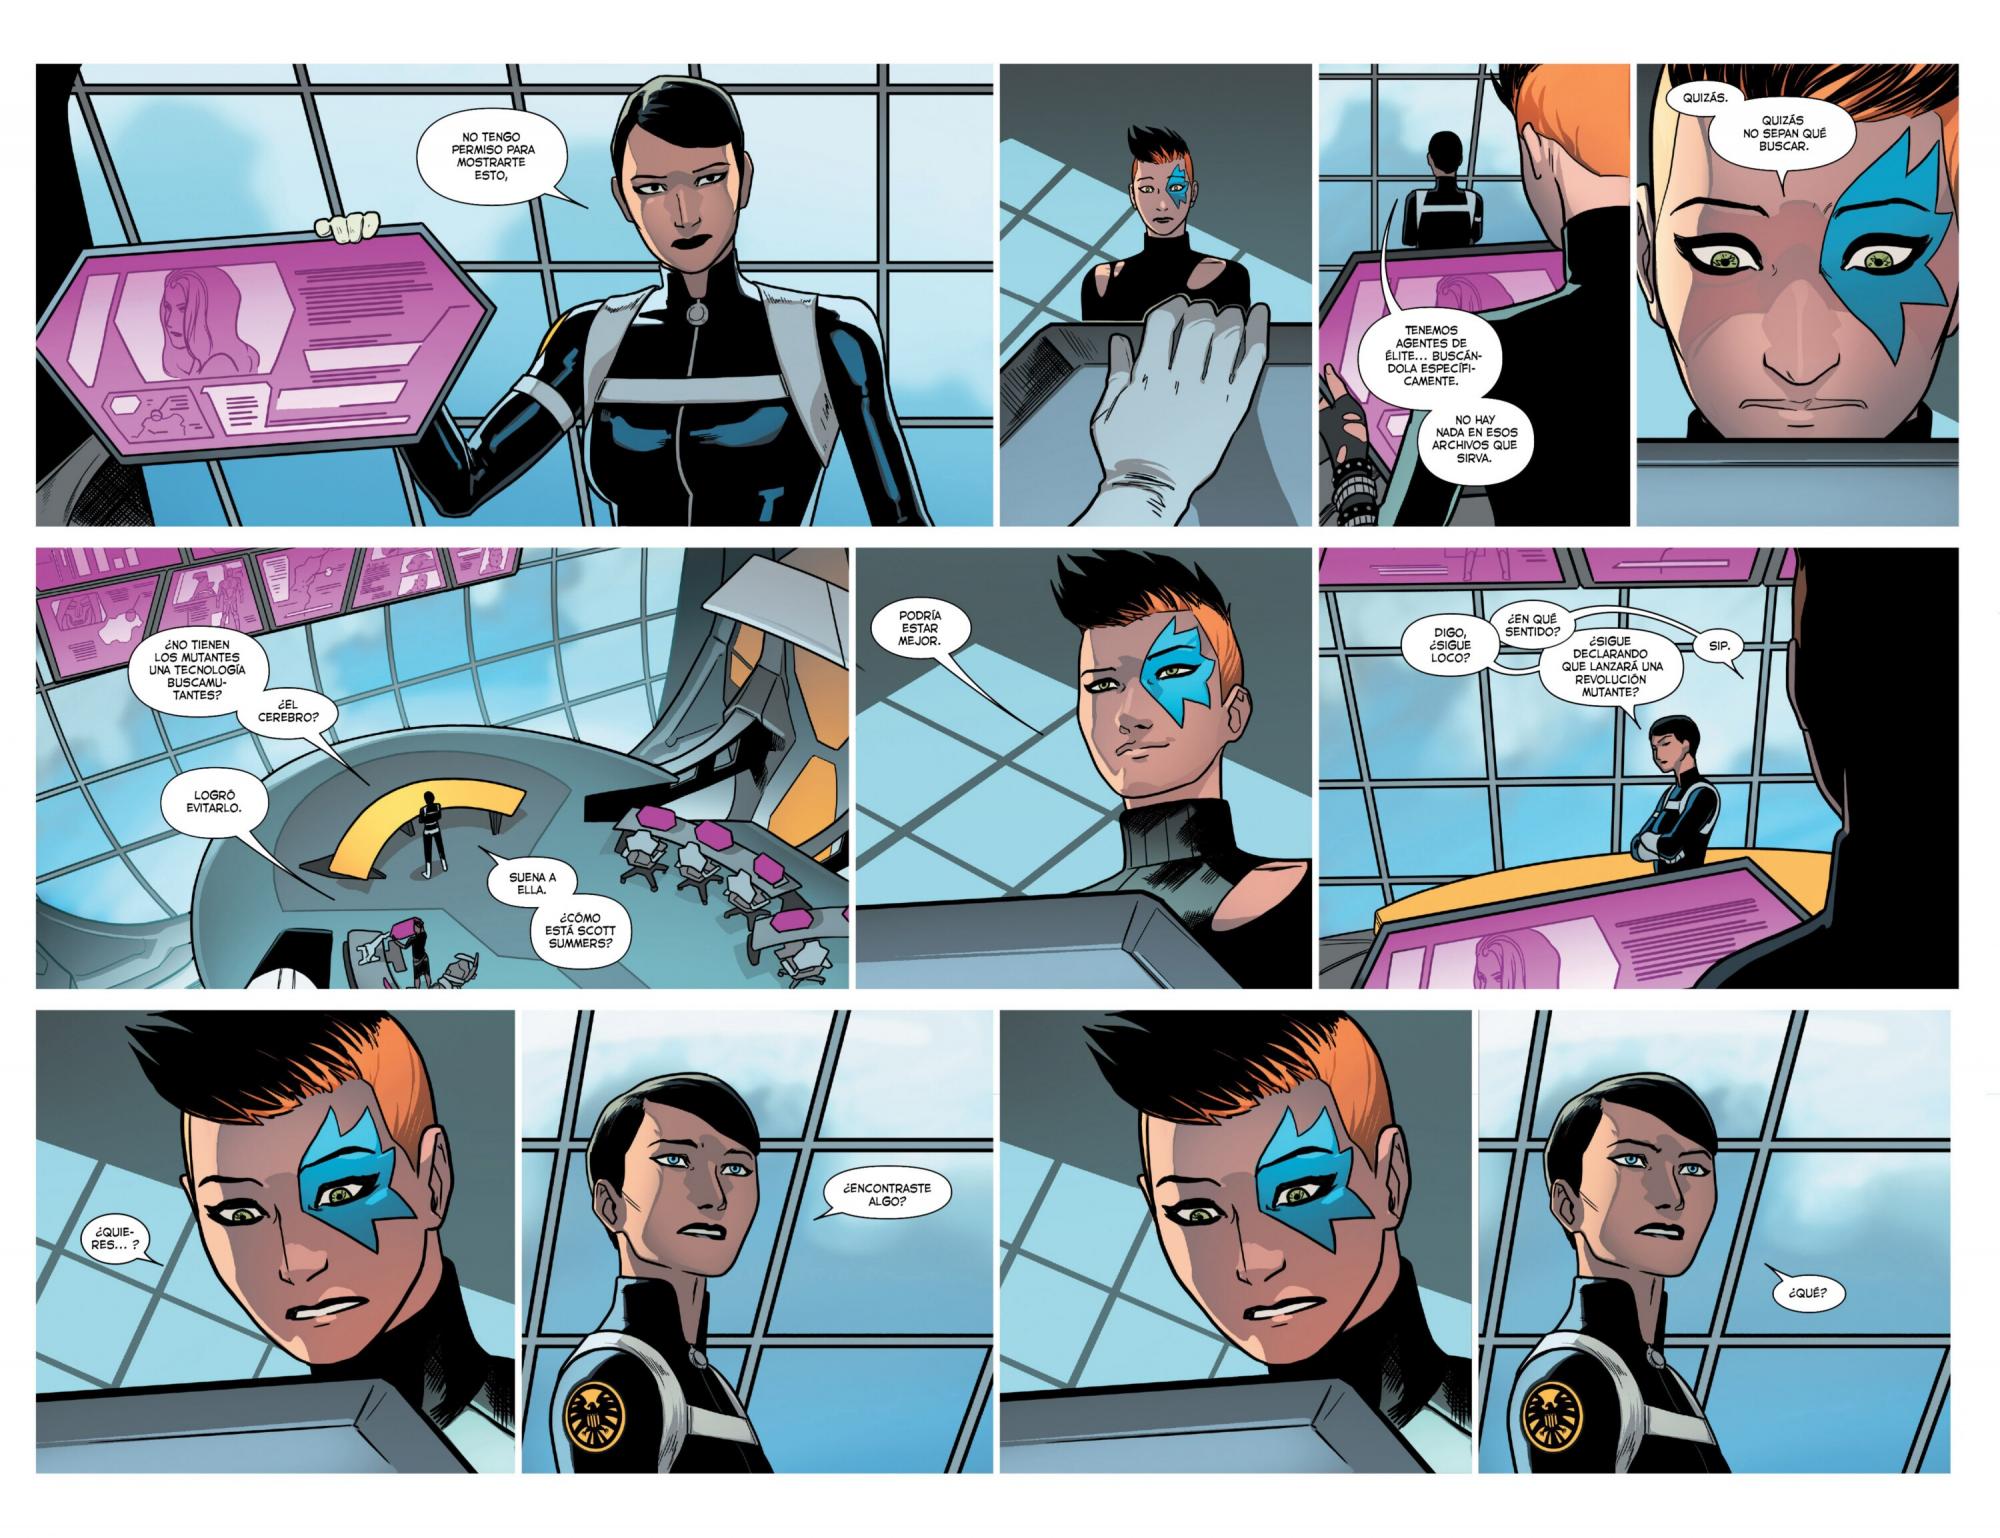 NO TENGO
PERMISO PARA
MOSTRARTE
ESTO,
TENEMOS
AGENTES DE
ÉLITE... BUSCÁN-
DOLA ESPECÍFI-
CAMENTE.
NO HAY
NADA EN ESOS
ARCHIVOS QUE
SIRVA.
QUIZÁS.
QUIZÁS
NO SEPAN QUÉ
BUSCAR.
¿NO TIENEN
LOS MUTANTES
UNA TECNOLOGÍA
BUSCAMU-
TANTES?
¿EL
CEREBRO?
LOGRÓ
EVITARLO.
SUENA A
ELLA.
¿CÓMO
ESTÁ SCOTT
SUMMERS?
PODRÍA
ESTAR
MEJOR.
¿EN QUÉ
SENTIDO?
DIGO,
¿SIGUE
LOCO?
¿SIGUE
DECLARANDO
QUE LANZARÁ UNA
REVOLUCIÓN
MUTANTE?
SIP.
¿QUIE-
RES... ?
¿ENCONTRASTE
ALGO?
¿QUÉ?